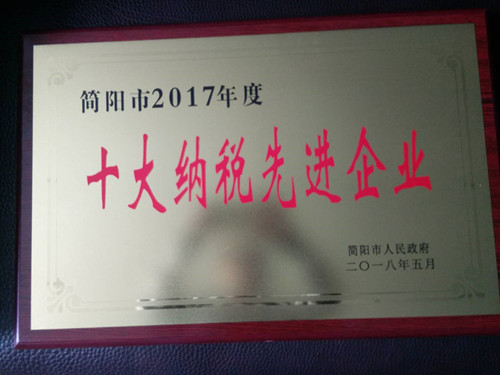 简阳市2017年度
十大纳税先进企业
简阳市人民政府
二〇一八年五月